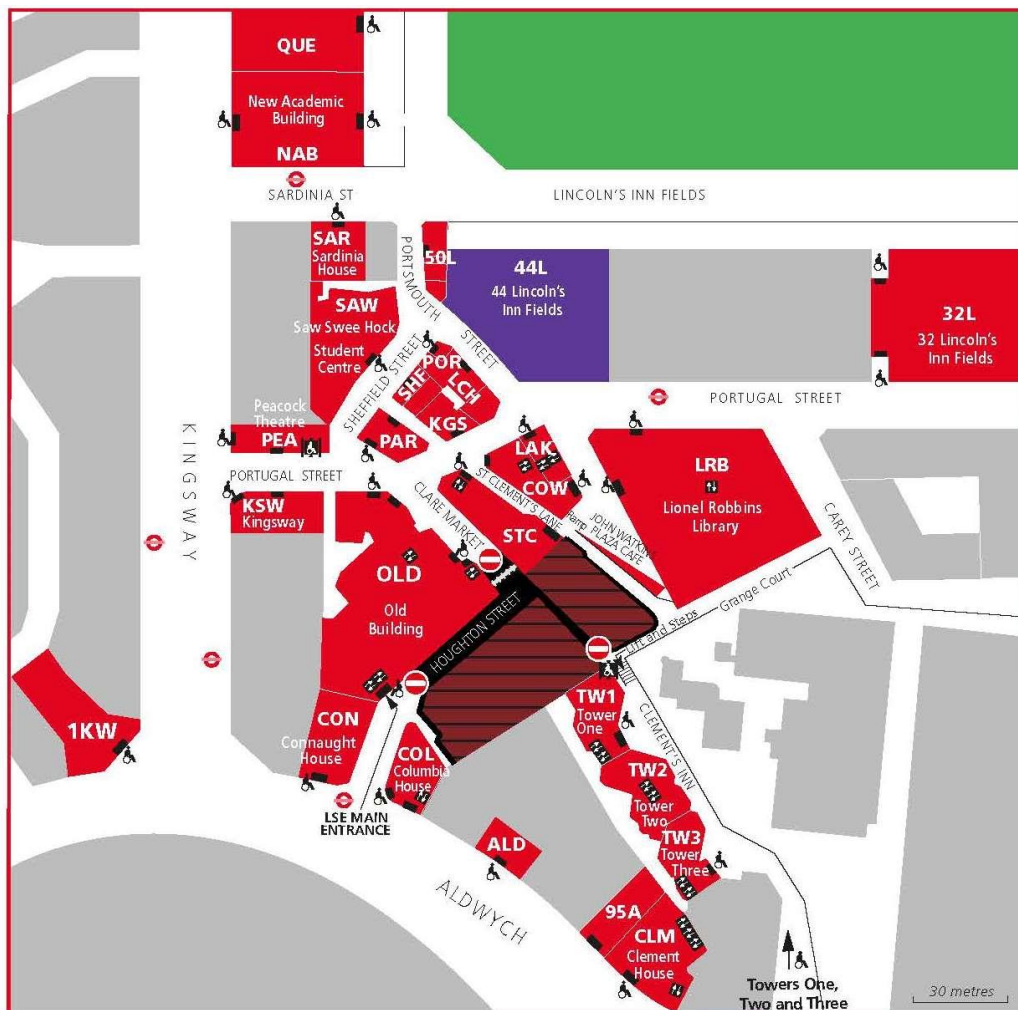 QUE
New Academic
Building
NAB
SARDINIA ST
LINCOLN'S INN FIELDS
SAR
Sardinia
House
PORTSMOUTH
STREET
50L
44L
44 Lincoln's
Inn Fields
32L
32 Lincoln's
Inn Fields
SAW
Saw Swee Hock
Student
Centre
SHEFFIELD STREET
POR
SHF
LCH
KGS
PORTUGAL STREET
Peacock
Theatre
PEA
PAR
PORTUGAL STREET
KINGSWAY
KSW
Kingsway
LAK
COW
ST CLEMENT'S LANE
Ramp
JOHN WATKINS
PLAZA CAFE
LRB
Lionel Robbins
Library
CAREY STREET
CLARE MARKET
STC
OLD
Old
Building
HOUGHTON STREET
Grange Court
Lift and Steps
1KW
CON
Connaught
House
COL
Columbia
House
LSE MAIN
ENTRANCE
TW1
Tower
One
CLEMENT'S INN
TW2
Tower
Two
TW3
Tower
Three
ALD
ALDWYCH
95A
CLM
Clement
House
Towers One,
Two and Three
30 metres